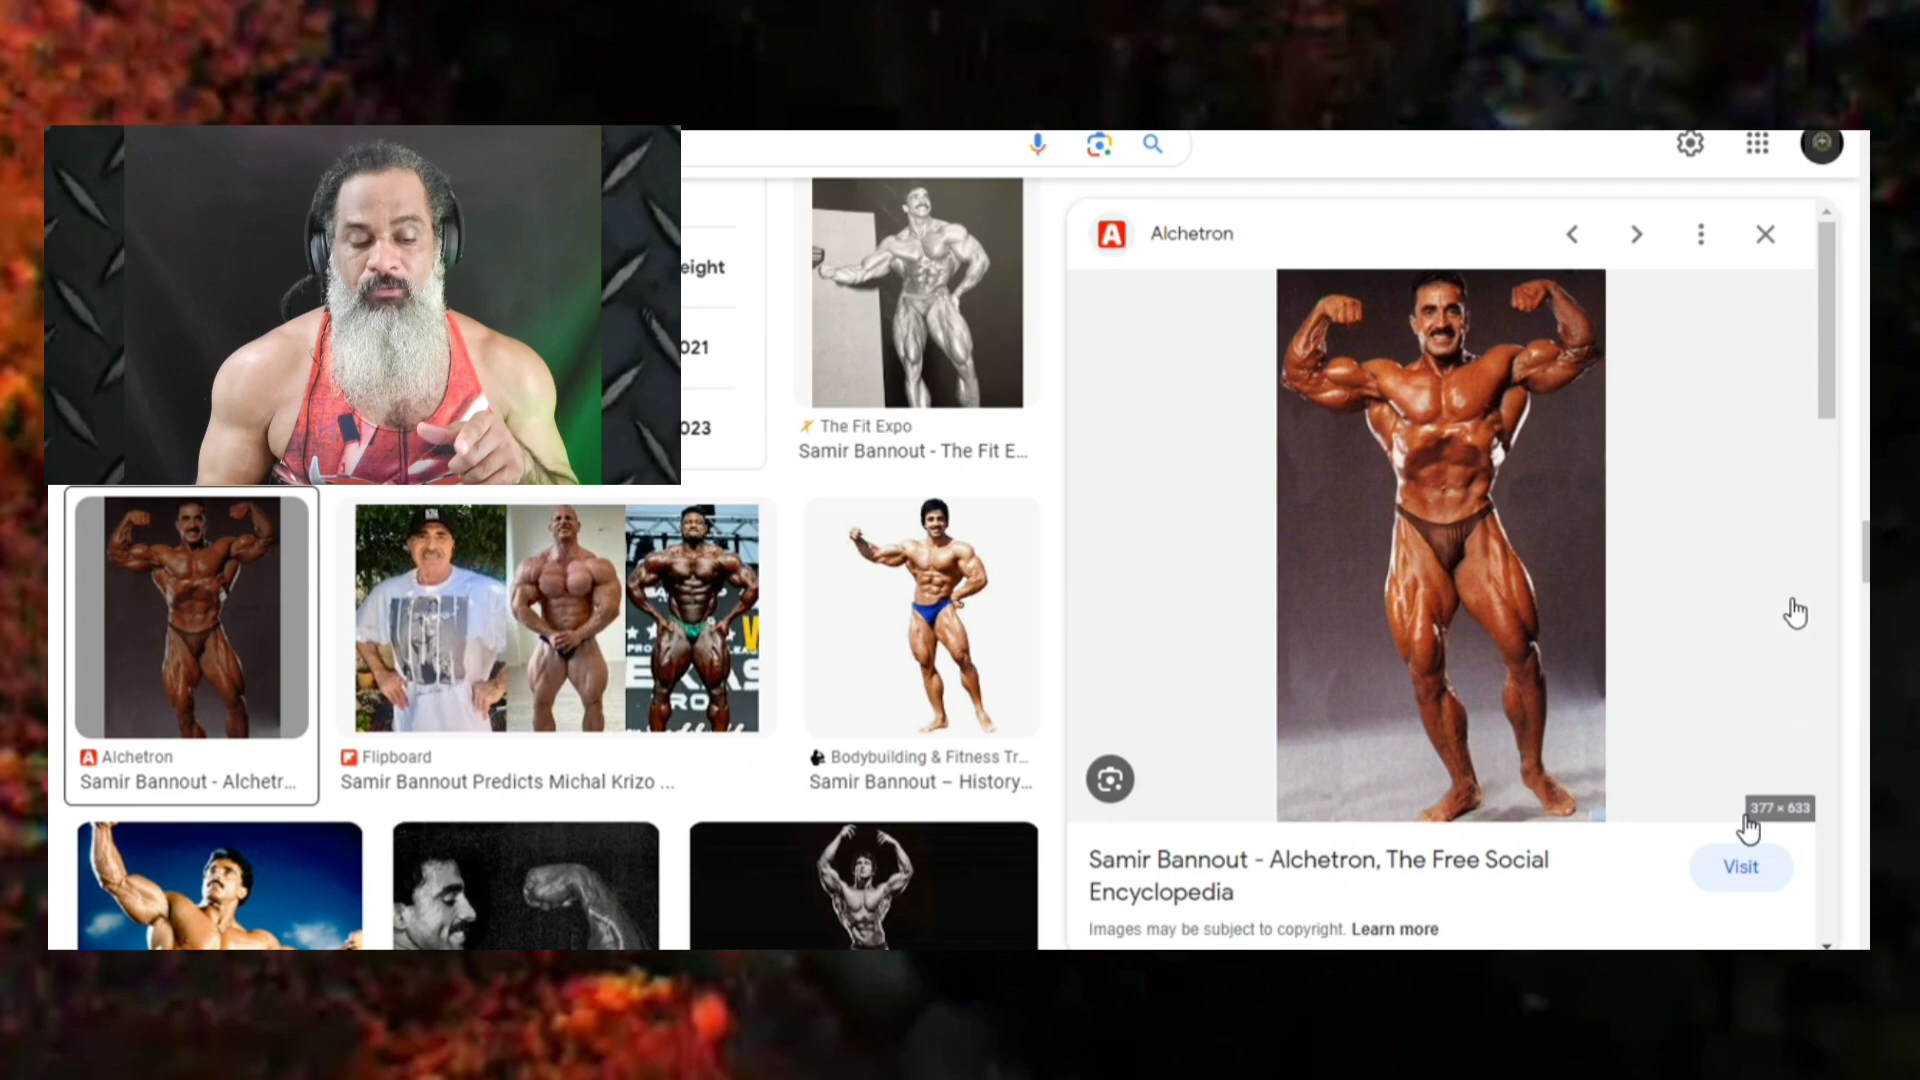 Alchetron
eight
021
023
The Fit Expo
Samir Bannout - The Fit E...
Alchetron
Samir Bannout - Alchetr...
Flipboard
Samir Bannout Predicts Michal Krizo ...
Bodybuilding & Fitness Tr...
Samir Bannout – History...
377 × 633
Samir Bannout - Alchetron, The Free Social
Encyclopedia
Visit
Images may be subject to copyright. Learn more